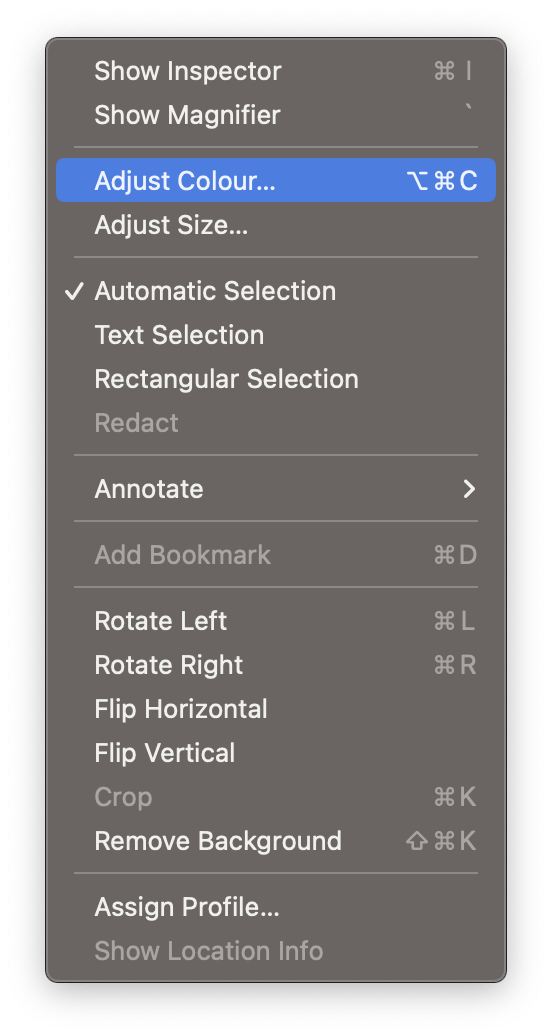 Show Inspector ⌘ I
Show Magnifier `
Adjust Colour... ⌥⌘C
Adjust Size...
✓ Automatic Selection
Text Selection
Rectangular Selection
Redact
Annotate >
Add Bookmark ⌘D
Rotate Left ⌘L
Rotate Right ⌘R
Flip Horizontal
Flip Vertical
Crop ⌘K
Remove Background ⇧⌘K
Assign Profile...
Show Location Info